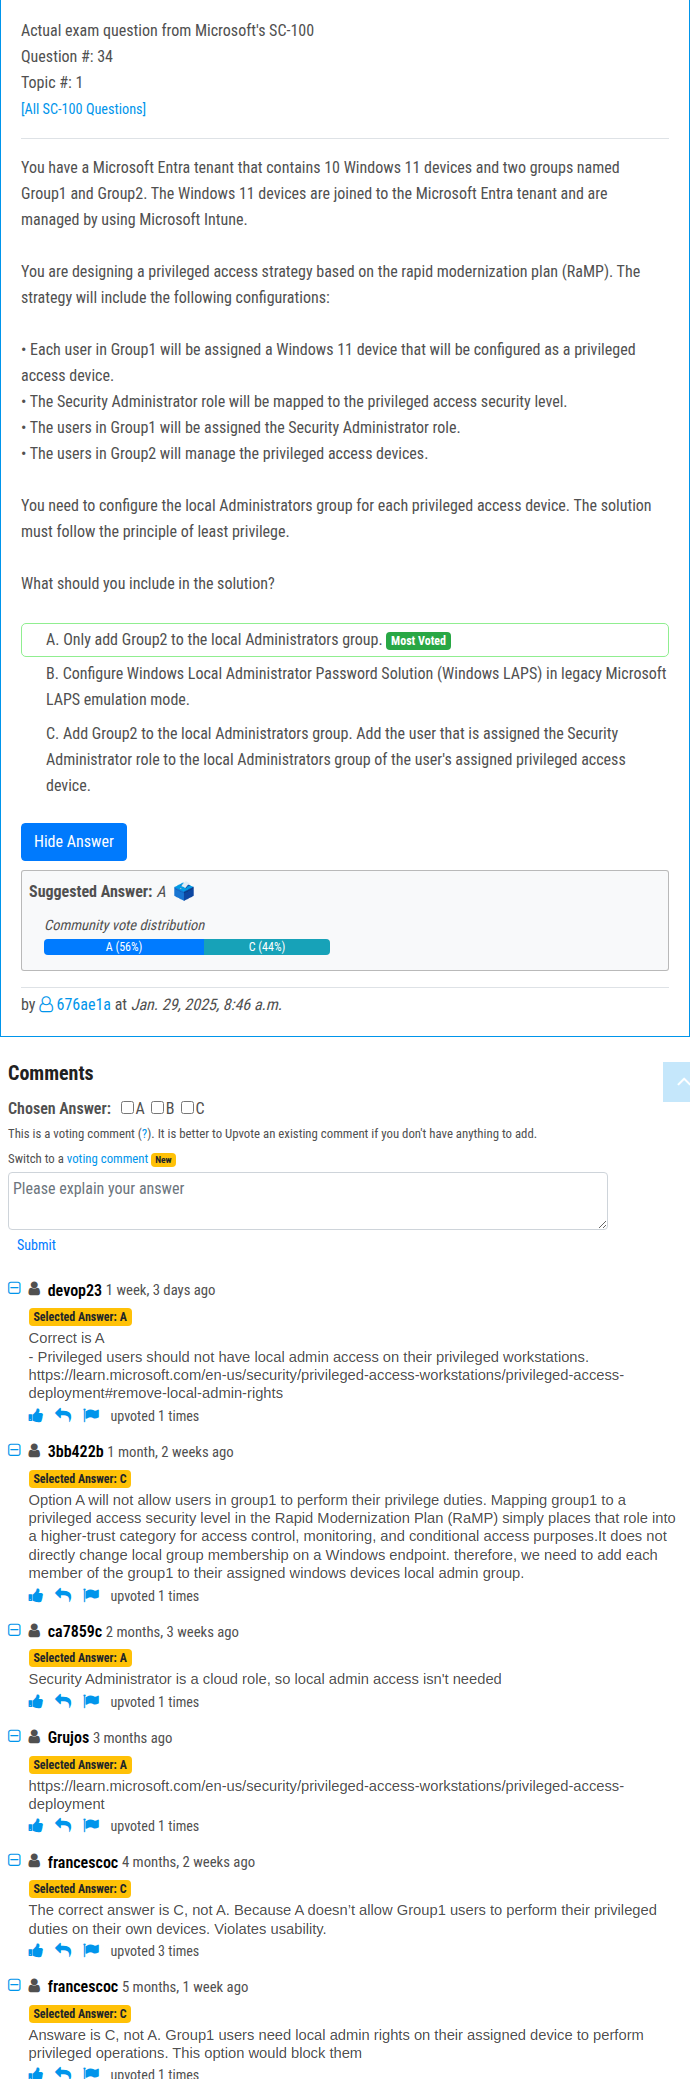 Actual exam question from Microsoft's SC-100
Question #: 34
Topic #: 1
[All SC-100 Questions]
You have a Microsoft Entra tenant that contains 10 Windows 11 devices and two groups named
Group1 and Group2. The Windows 11 devices are joined to the Microsoft Entra tenant and are
managed by using Microsoft Intune.
You are designing a privileged access strategy based on the rapid modernization plan (RaMP). The
strategy will include the following configurations:
• Each user in Group1 will be assigned a Windows 11 device that will be configured as a privileged
access device.
• The Security Administrator role will be mapped to the privileged access security level.
• The users in Group1 will be assigned the Security Administrator role.
• The users in Group2 will manage the privileged access devices.
You need to configure the local Administrators group for each privileged access device. The solution
must follow the principle of least privilege.
What should you include in the solution?
A. Only add Group2 to the local Administrators group. Most Voted
B. Configure Windows Local Administrator Password Solution (Windows LAPS) in legacy Microsoft
LAPS emulation mode.
C. Add Group2 to the local Administrators group. Add the user that is assigned the Security
Administrator role to the local Administrators group of the user's assigned privileged access
device.
Hide Answer
Suggested Answer: A
Community vote distribution
A (56%) C (44%)
by 676ae1a at Jan. 29, 2025, 8:46 a.m.
Comments
Chosen Answer: A B C
This is a voting comment (?). It is better to Upvote an existing comment if you don't have anything to add.
Switch to a voting comment New
Please explain your answer
Submit
devop23 1 week, 3 days ago
Selected Answer: A
Correct is A
- Privileged users should not have local admin access on their privileged workstations.
https://learn.microsoft.com/en-us/security/privileged-access-workstations/privileged-access-
deployment#remove-local-admin-rights
upvoted 1 times
3bb422b 1 month, 2 weeks ago
Selected Answer: C
Option A will not allow users in group1 to perform their privilege duties. Mapping group1 to a
privileged access security level in the Rapid Modernization Plan (RaMP) simply places that role into
a higher-trust category for access control, monitoring, and conditional access purposes.It does not
directly change local group membership on a Windows endpoint. therefore, we need to add each
member of the group1 to their assigned windows devices local admin group.
upvoted 1 times
ca7859c 2 months, 3 weeks ago
Selected Answer: A
Security Administrator is a cloud role, so local admin access isn't needed
upvoted 1 times
Grujos 3 months ago
Selected Answer: A
https://learn.microsoft.com/en-us/security/privileged-access-workstations/privileged-access-
deployment
upvoted 1 times
francescoc 4 months, 2 weeks ago
Selected Answer: C
The correct answer is C, not A. Because A doesn’t allow Group1 users to perform their privileged
duties on their own devices. Violates usability.
upvoted 3 times
francescoc 5 months, 1 week ago
Selected Answer: C
Answare is C, not A. Group1 users need local admin rights on their assigned device to perform
privileged operations. This option would block them
upvoted 1 times